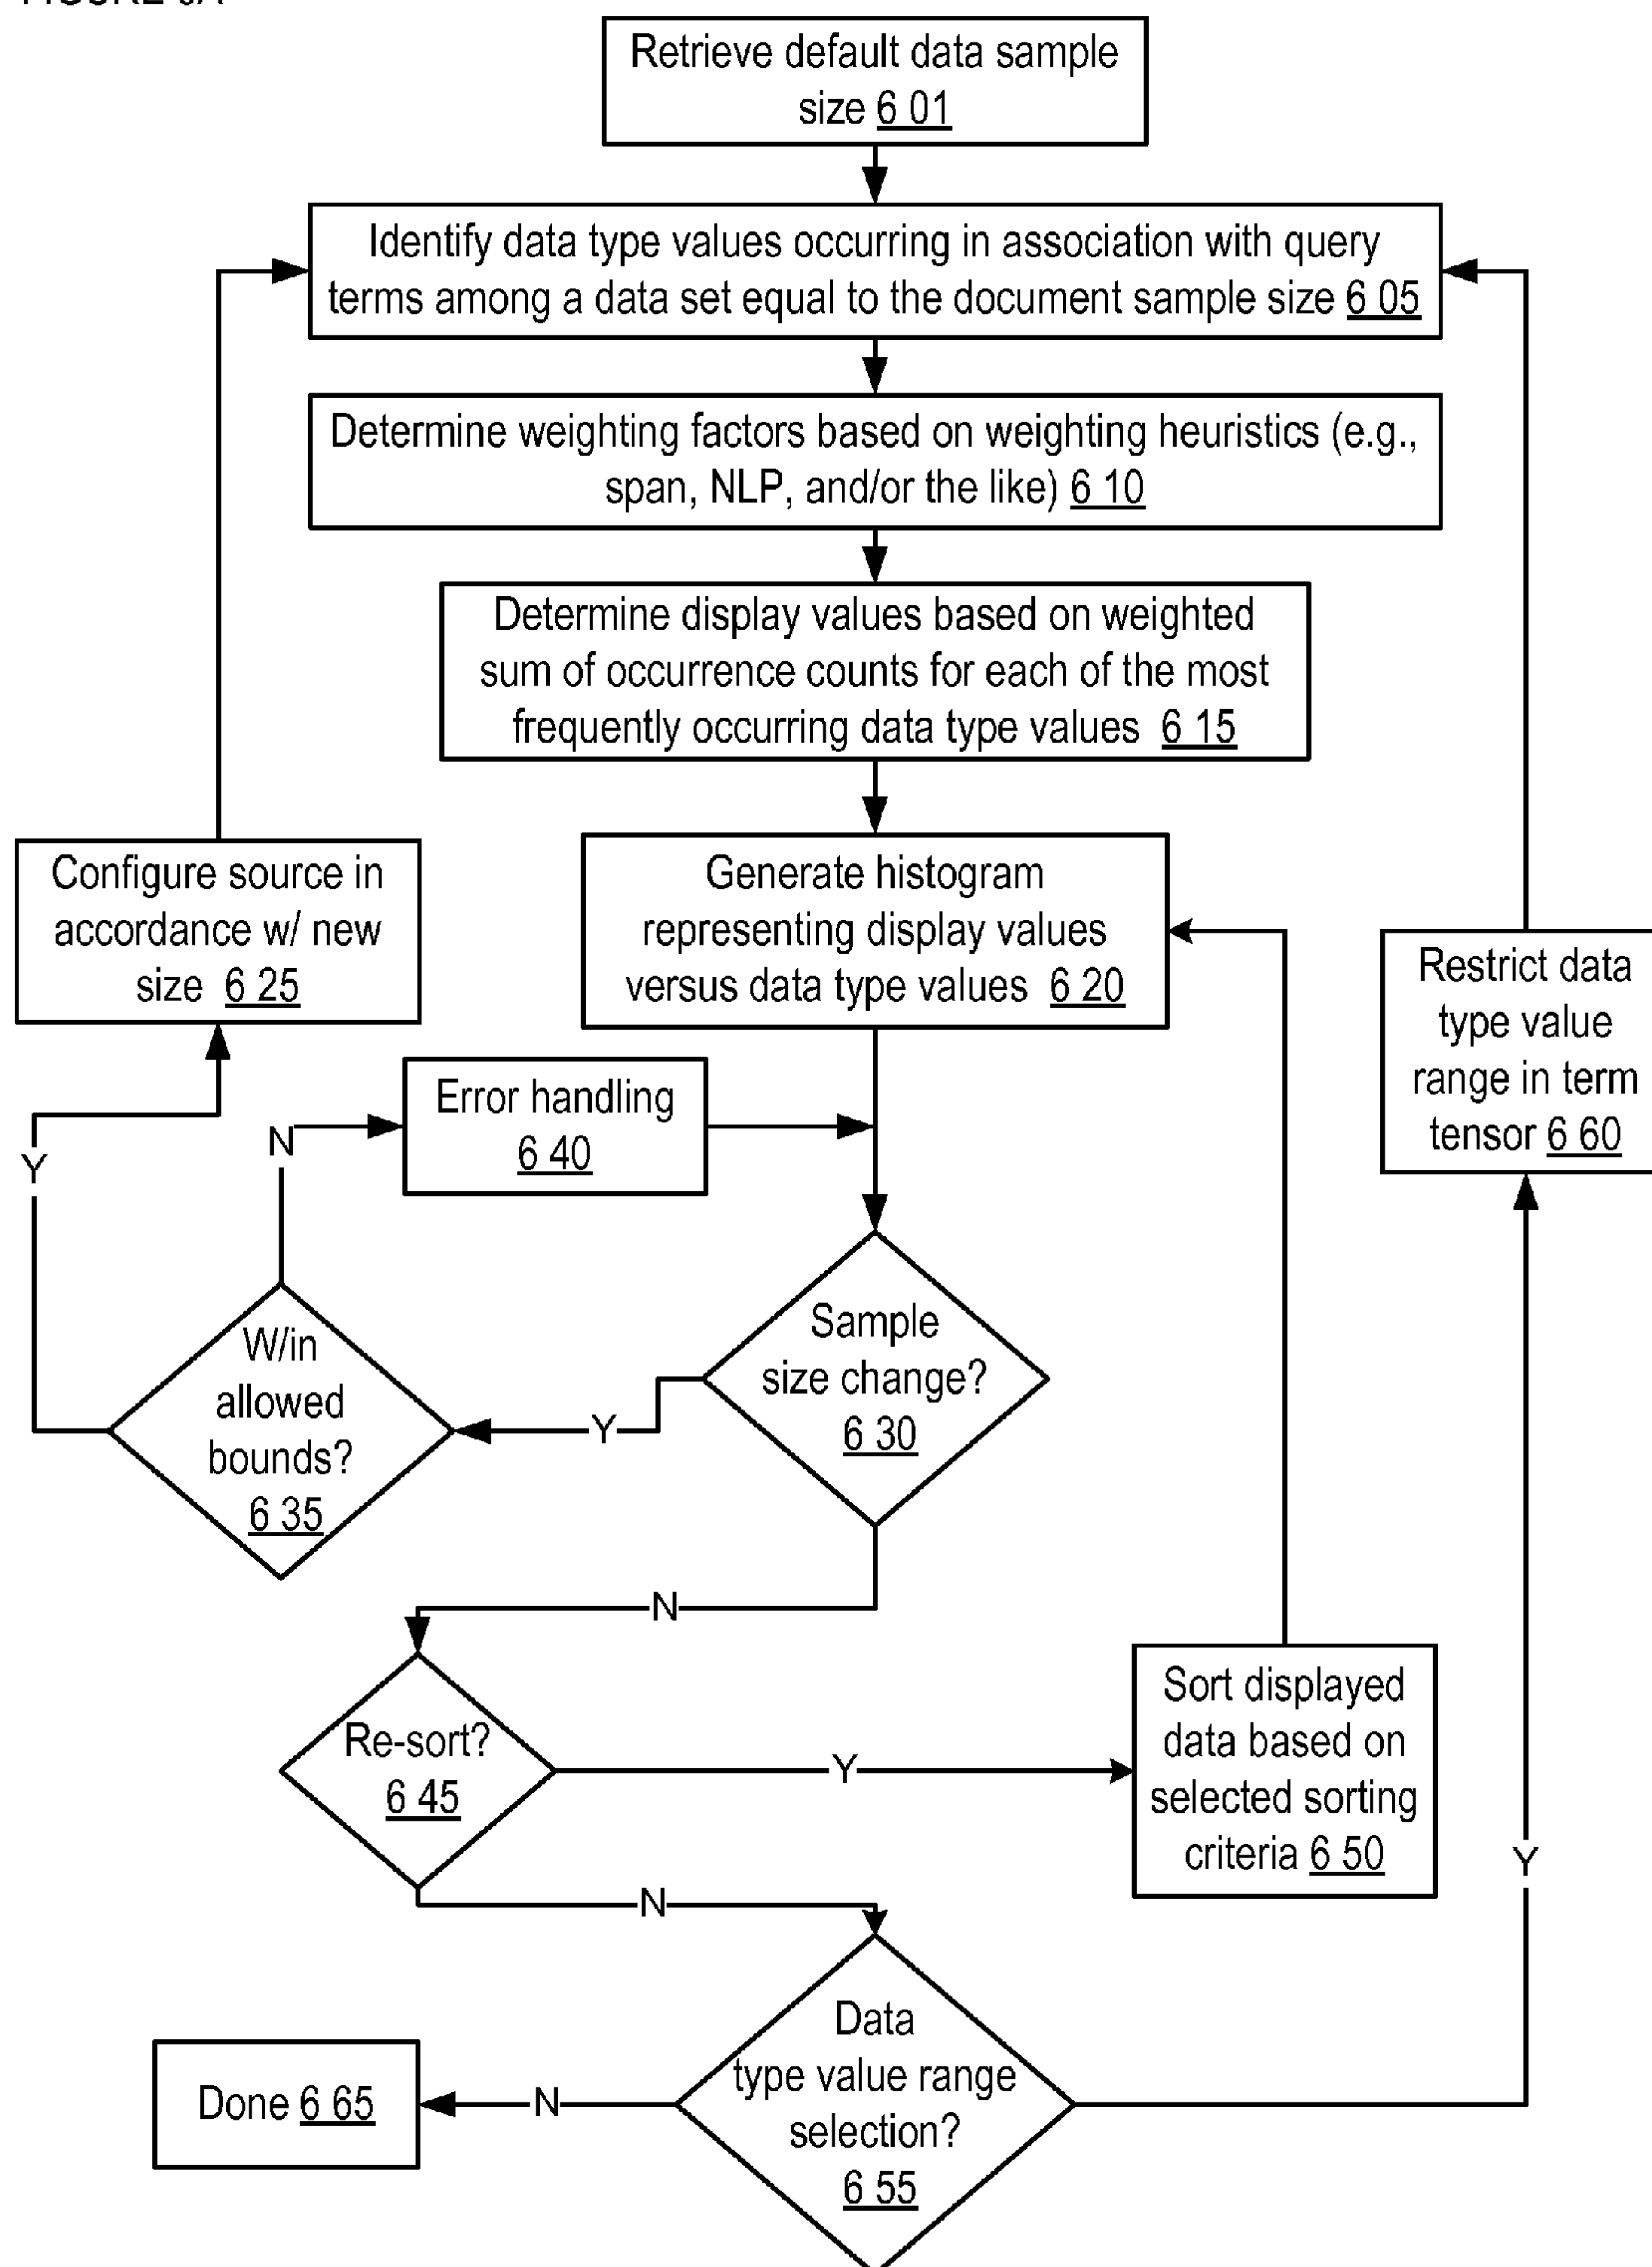 Retrieve default data sample
size 6 01
Identify data type values occurring in association with query
terms among a data set equal to the document sample size 6 05
Determine weighting factors based on weighting heuristics (e.g.,
span, NLP, and/or the like) 6 10
Determine display values based on weighted
sum of occurrence counts for each of the most
frequently occurring data type values 6 15
Configure source in
accordance w/ new
size 6 25
Generate histogram
representing display values
versus data type values 6 20
Restrict data
type value
range in term
tensor 6 60
Error handling
6 40
N
Y
W/in
allowed
bounds?
6 35
Y
Sample
size change?
6 30
N
Re-sort?
6 45
Y
Sort displayed
data based on
selected sorting
criteria 6 50
Y
N
Data
type value range
selection?
6 55
N
Done 6 65